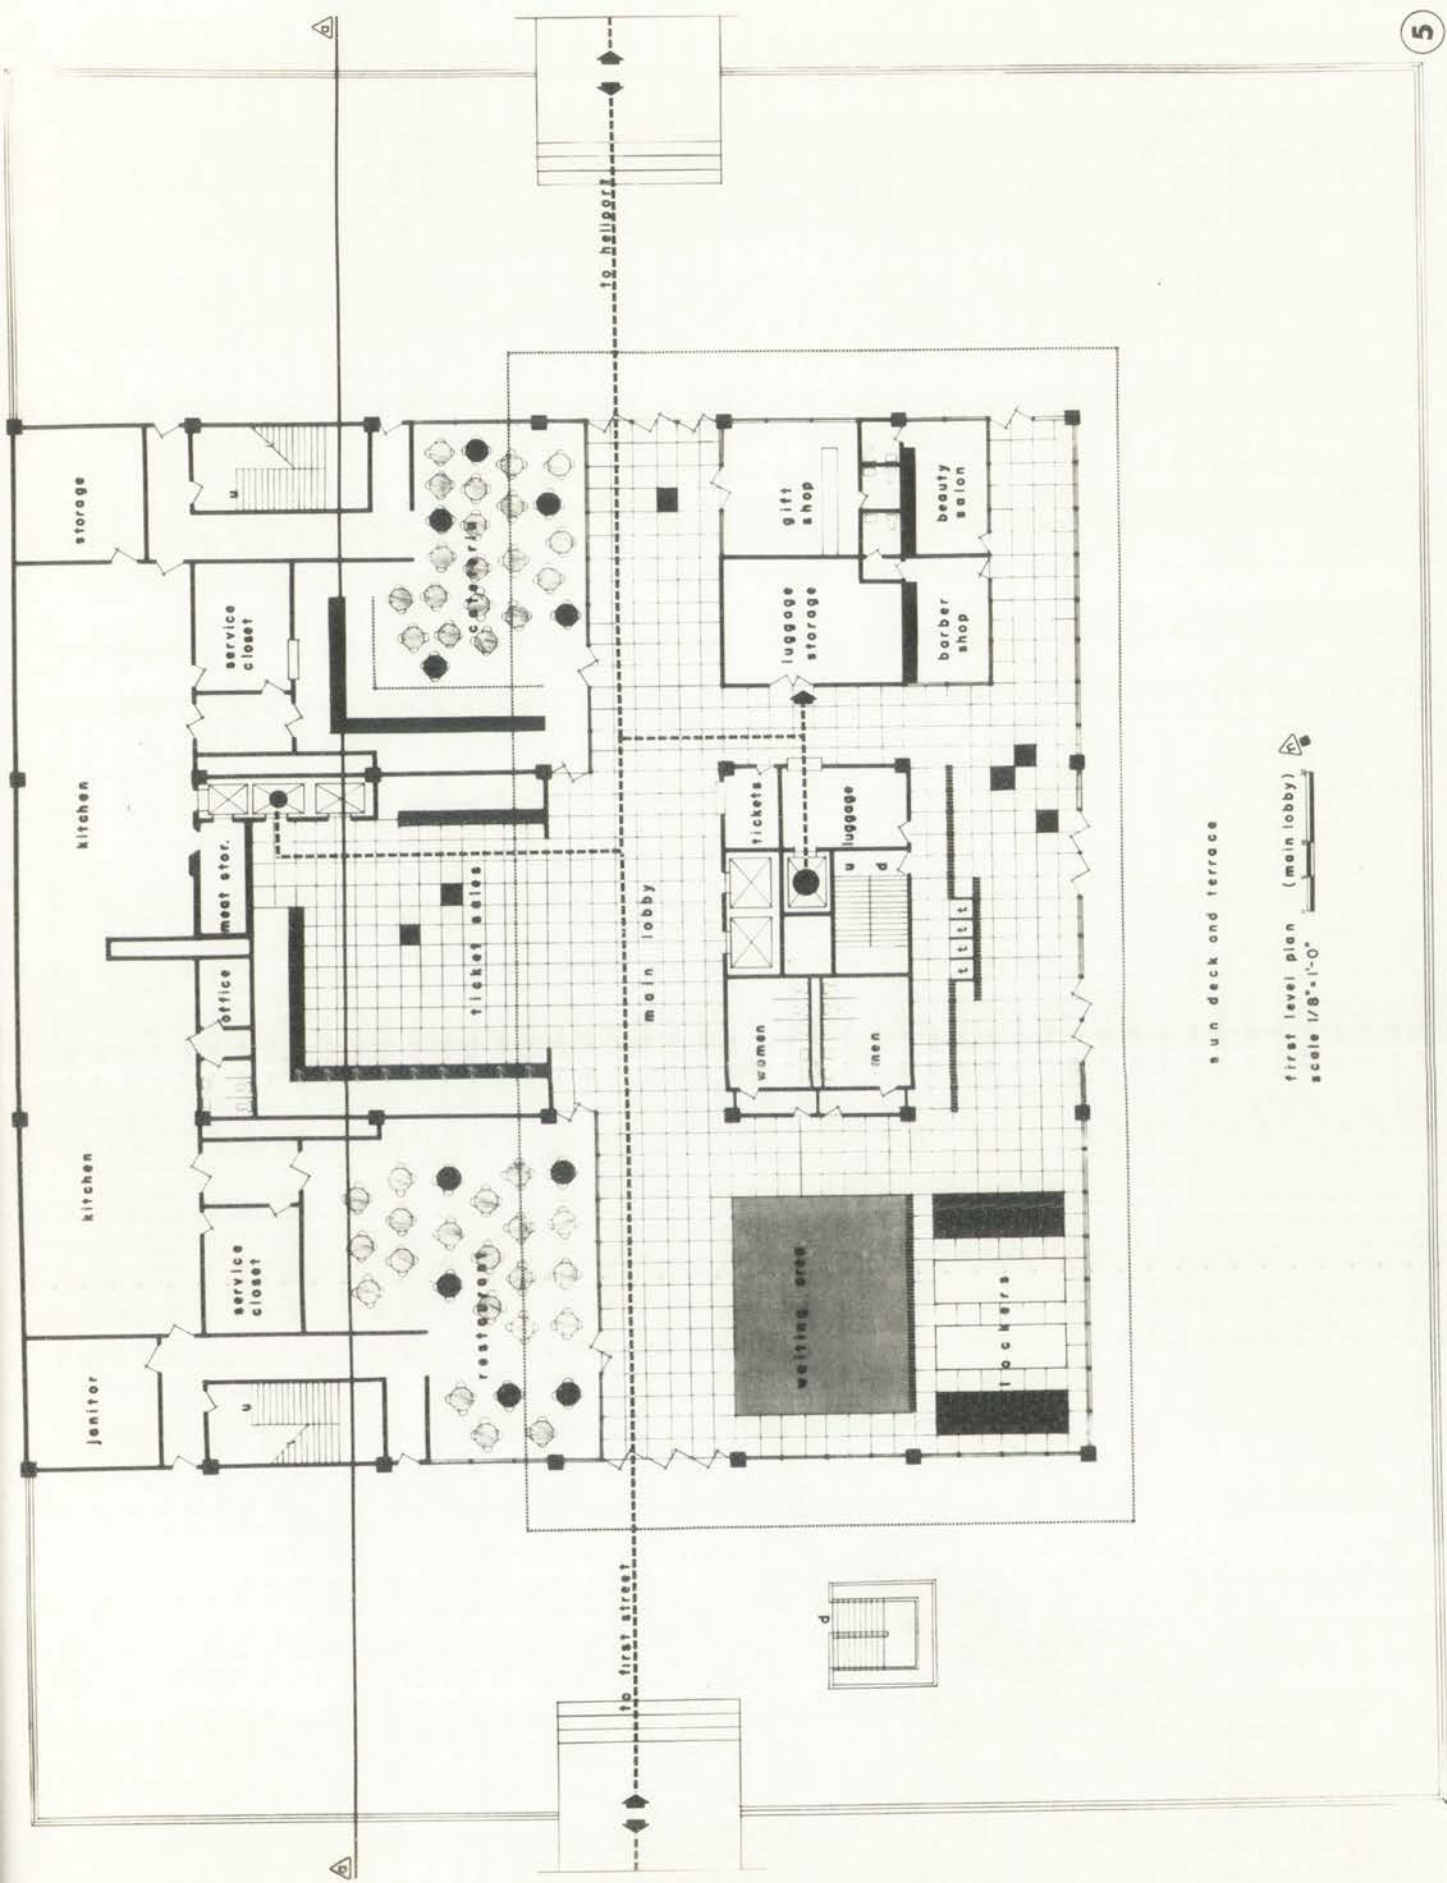 5
a
a
janitor
kitchen
kitchen
storage
u
service
closet
office
meat stor.
service
closet
u
restaurant
ticket sales
cafeteria
to first street
main lobby
to heliport
waiting area
women
men
tickets
luggage
u
d
luggage
storage
gift
shop
lockers
t t t t
barber
shop
beauty
salon
d
sun deck and terrace
first level plan (main lobby)
scale 1/8"=1'-0"
n